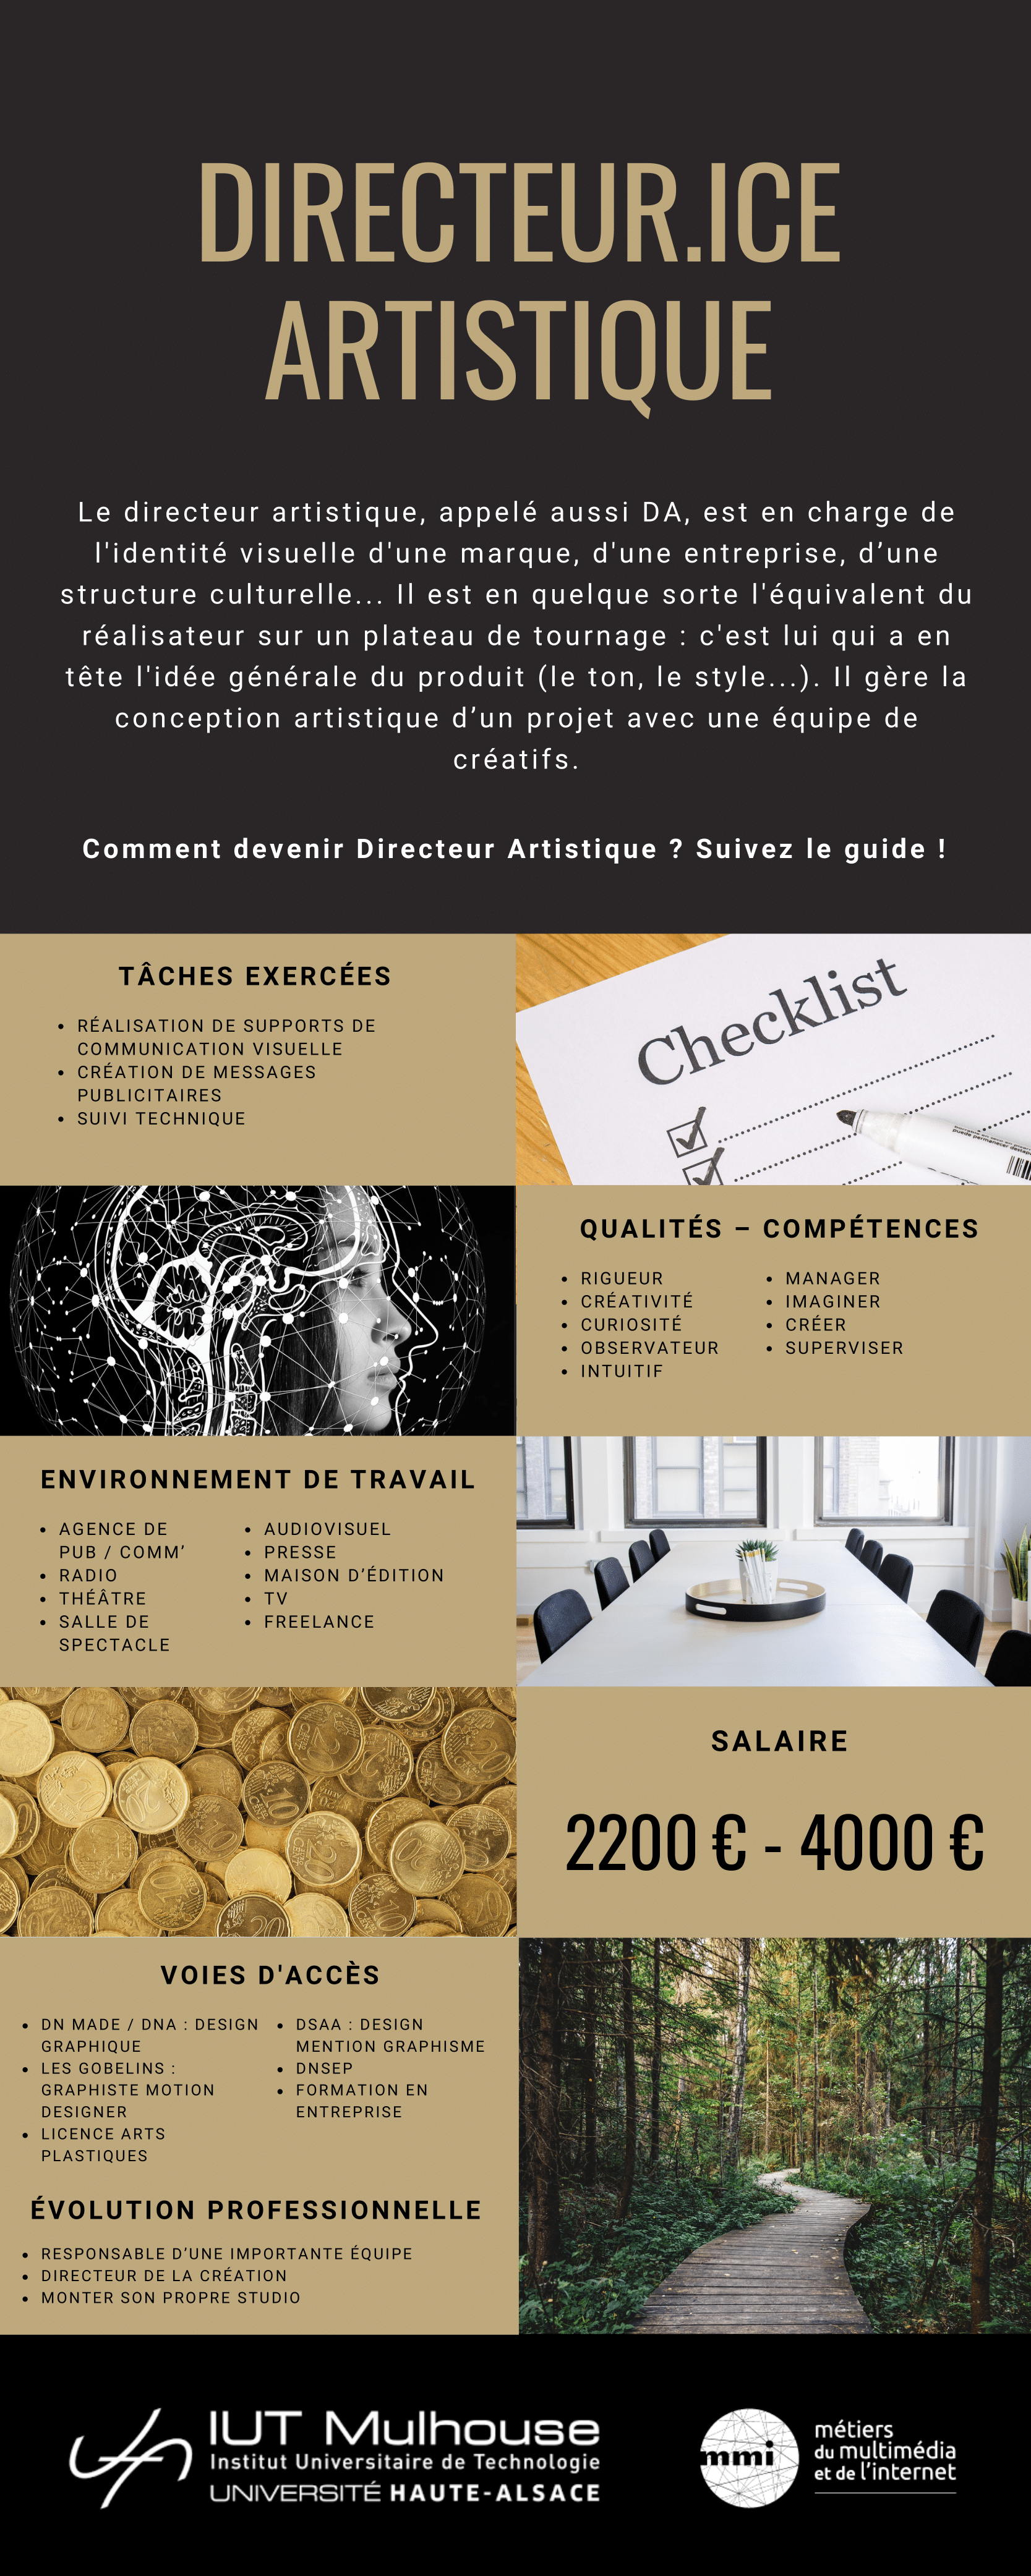 DIRECTEUR.ICE
ARTISTIQUE
Le directeur artistique, appelé aussi DA, est en charge de
l'identité visuelle d'une marque, d'une entreprise, d’une
structure culturelle... Il est en quelque sorte l'équivalent du
réalisateur sur un plateau de tournage : c'est lui qui a en
tête l'idée générale du produit (le ton, le style...). Il gère la
conception artistique d’un projet avec une équipe de
créatifs.
Comment devenir Directeur Artistique ? Suivez le guide !
TÂCHES EXERCÉES
• RÉALISATION DE SUPPORTS DE
COMMUNICATION VISUELLE
• CRÉATION DE MESSAGES
PUBLICITAIRES
• SUIVI TECHNIQUE
Checklist
QUALITÉS – COMPÉTENCES
• RIGUEUR
• CRÉATIVITÉ
• CURIOSITÉ
• OBSERVATEUR
• INTUITIF
• MANAGER
• IMAGINER
• CRÉER
• SUPERVISER
ENVIRONNEMENT DE TRAVAIL
• AGENCE DE
PUB / COMM’
• RADIO
• THÉÂTRE
• SALLE DE
SPECTACLE
• AUDIOVISUEL
• PRESSE
• MAISON D’ÉDITION
• TV
• FREELANCE
SALAIRE
2200 € - 4000 €
VOIES D'ACCÈS
• DN MADE / DNA : DESIGN
GRAPHIQUE
• LES GOBELINS :
GRAPHISTE MOTION
DESIGNER
• LICENCE ARTS
PLASTIQUES
• DSAA : DESIGN
MENTION GRAPHISME
• DNSEP
• FORMATION EN
ENTREPRISE
ÉVOLUTION PROFESSIONNELLE
• RESPONSABLE D’UNE IMPORTANTE ÉQUIPE
• DIRECTEUR DE LA CRÉATION
• MONTER SON PROPRE STUDIO
IUT Mulhouse
Institut Universitaire de Technologie
UNIVERSITÉ HAUTE-ALSACE
mmi
métiers
du multimédia
et de l’internet